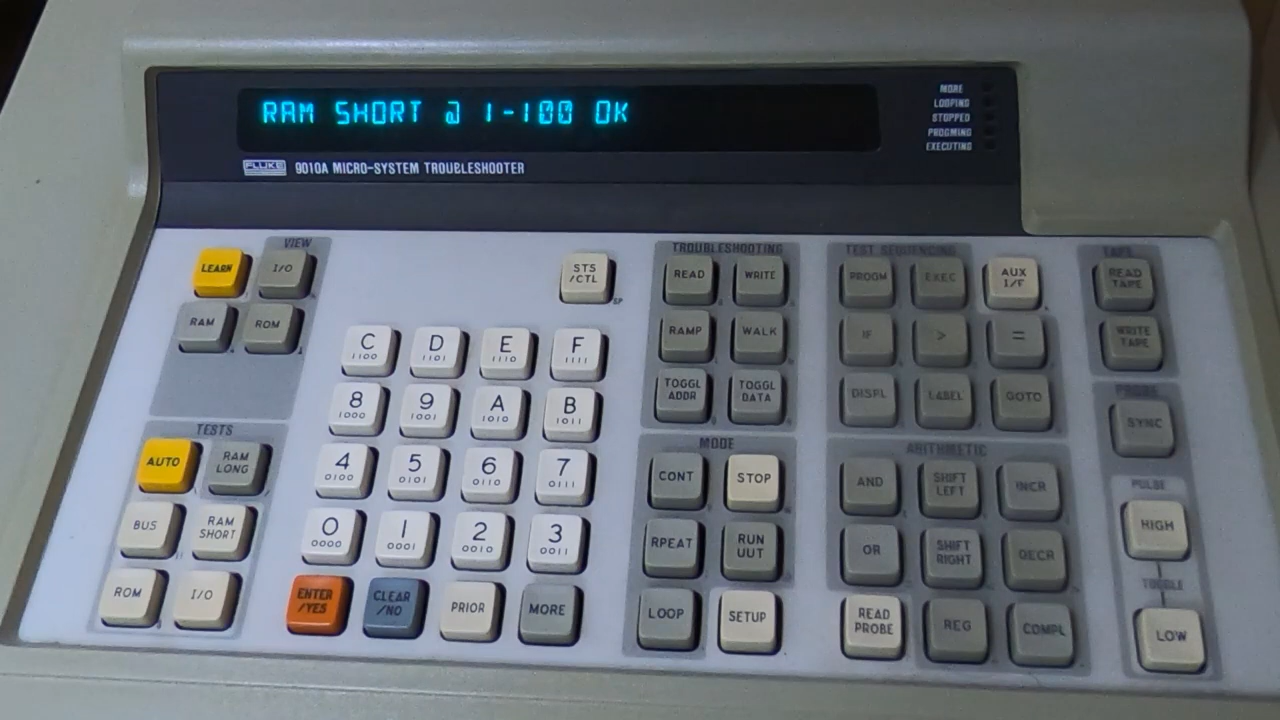 RAM SHORT @ 1-100 OK
MORE
LOOPING
STOPPED
PROGMING
EXECUTING
FLUKE 9010A MICRO-SYSTEM TROUBLESHOOTER
VIEW
LEARN
I/O
RAM
ROM
TESTS
AUTO
RAM LONG
BUS
RAM SHORT
ROM
I/O
STS /CTL
C 1100
D 1101
E 1110
F 1111
8 1000
9 1001
A 1010
B 1011
4 0100
5 0101
6 0110
7 0111
0 0000
1 0001
2 0010
3 0011
ENTER /YES
CLEAR /NO
PRIOR
MORE
TROUBLESHOOTING
READ
WRITE
RAMP
WALK
TOGGL ADDR
TOGGL DATA
MODE
CONT
STOP
RPEAT
RUN UUT
LOOP
SETUP
TEST SEQUENCING
PROGM
EXEC
AUX I/F
IF
>
=
DISPL
LABEL
GOTO
ARITHMETIC
AND
SHIFT LEFT
INCR
OR
SHIFT RIGHT
DECR
READ PROBE
REG
COMPL
TAPE
READ TAPE
WRITE TAPE
PROBE
SYNC
PULSE
HIGH
TOGGLE
LOW